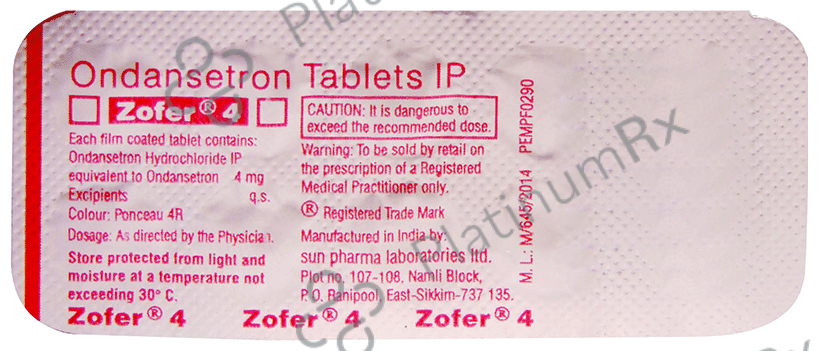 Ondansetron Tablets IP
Zofer® 4
Each film coated tablet contains:
Ondansetron Hydrochloride IP
equivalent to Ondansetron 4 mg
Excipients q.s.
Colour: Ponceau 4R
Dosage: As directed by the Physician.
Store protected from light and
moisture at a temperature not
exceeding 30° C.
CAUTION: It is dangerous to
exceed the recommended dose.
Warning: To be sold by retail on
the prescription of a Registered
Medical Practitioner only.
® Registered Trade Mark
Manufactured in India by:
sun pharma laboratories ltd.
Plot no. 107-108, Namli Block,
P.O. Ranipool, East-Sikkim-737 135.
Zofer® 4 Zofer® 4 Zofer® 4
M. L.: M/645/2014 PEMPF0290
PlatinumRx